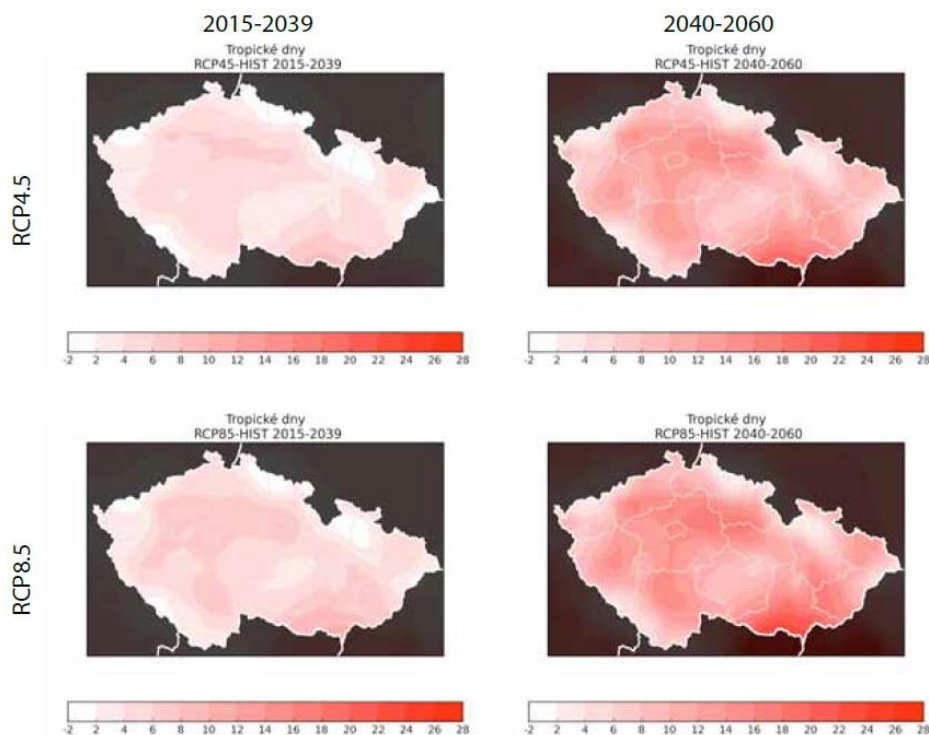 2015-2039
2040-2060
Tropické dny
RCP45-HIST 2015-2039
Tropické dny
RCP45-HIST 2040-2060
RCP4.5
-2 2 4 6 8 10 12 14 16 18 20 22 24 26 28
-2 2 4 6 8 10 12 14 16 18 20 22 24 26 28
Tropické dny
RCP85-HIST 2015-2039
Tropické dny
RCP85-HIST 2040-2060
RCP8.5
-2 2 4 6 8 10 12 14 16 18 20 22 24 26 28
-2 2 4 6 8 10 12 14 16 18 20 22 24 26 28